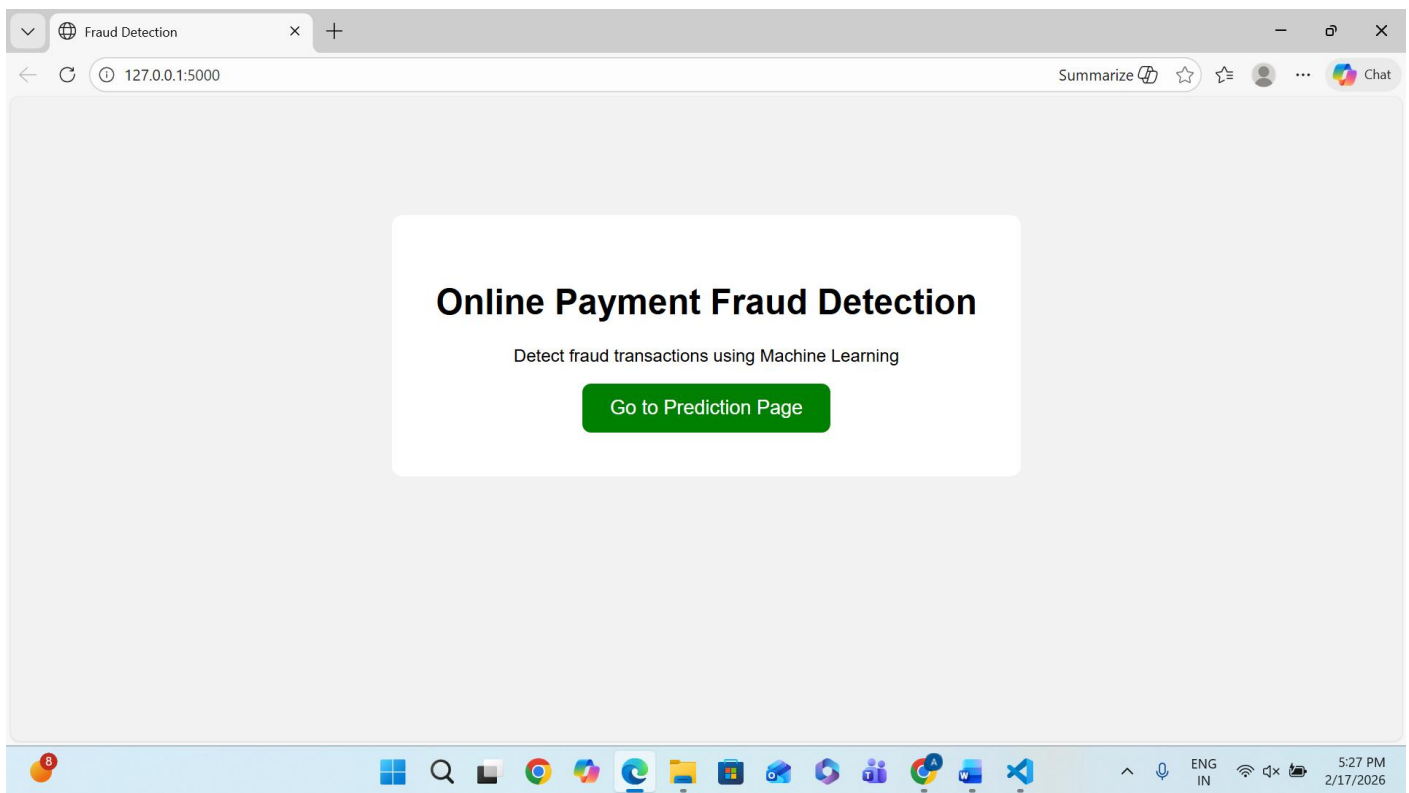 Fraud Detection
127.0.0.1:5000
Summarize
Chat
Online Payment Fraud Detection
Detect fraud transactions using Machine Learning
Go to Prediction Page
8
A
ENG
IN
5:27 PM
2/17/2026